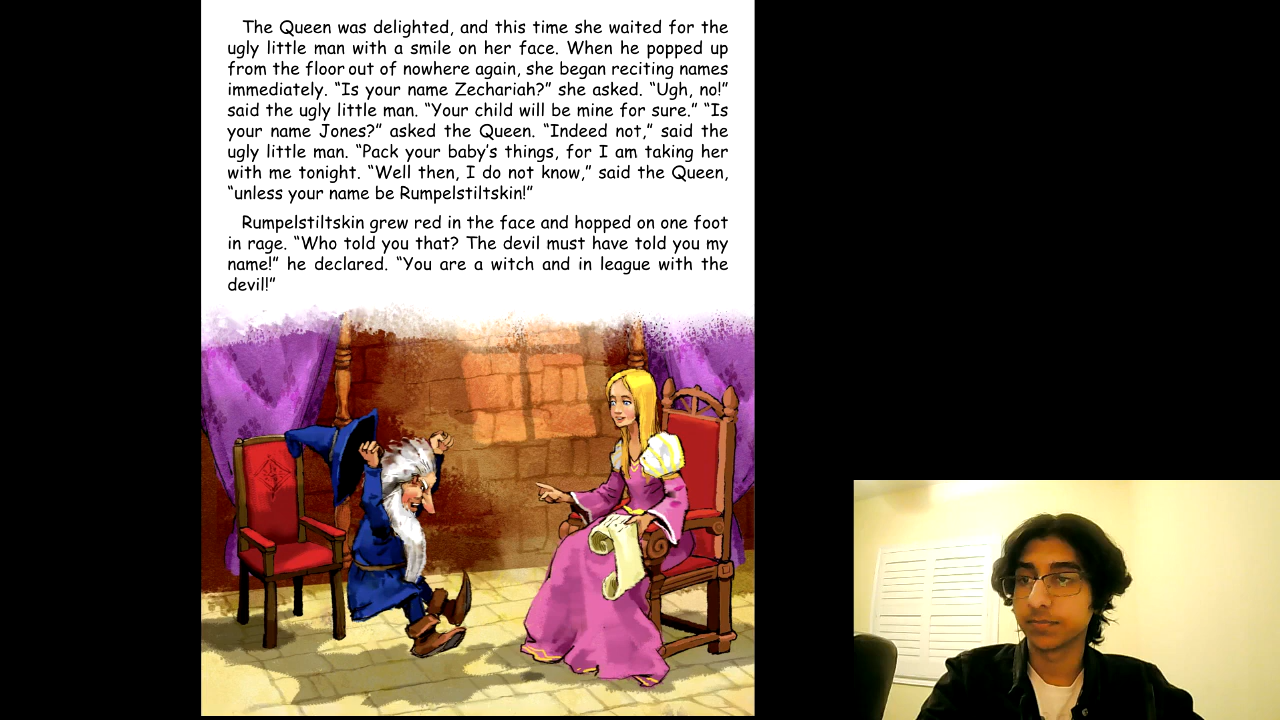 The Queen was delighted, and this time she waited for the
ugly little man with a smile on her face. When he popped up
from the floor out of nowhere again, she began reciting names
immediately. “Is your name Zechariah?” she asked. “Ugh, no!”
said the ugly little man. “Your child will be mine for sure.” “Is
your name Jones?” asked the Queen. “Indeed not,” said the
ugly little man. “Pack your baby’s things, for I am taking her
with me tonight. “Well then, I do not know,” said the Queen,
“unless your name be Rumpelstiltskin!”
Rumpelstiltskin grew red in the face and hopped on one foot
in rage. “Who told you that? The devil must have told you my
name!” he declared. “You are a witch and in league with the
devil!”